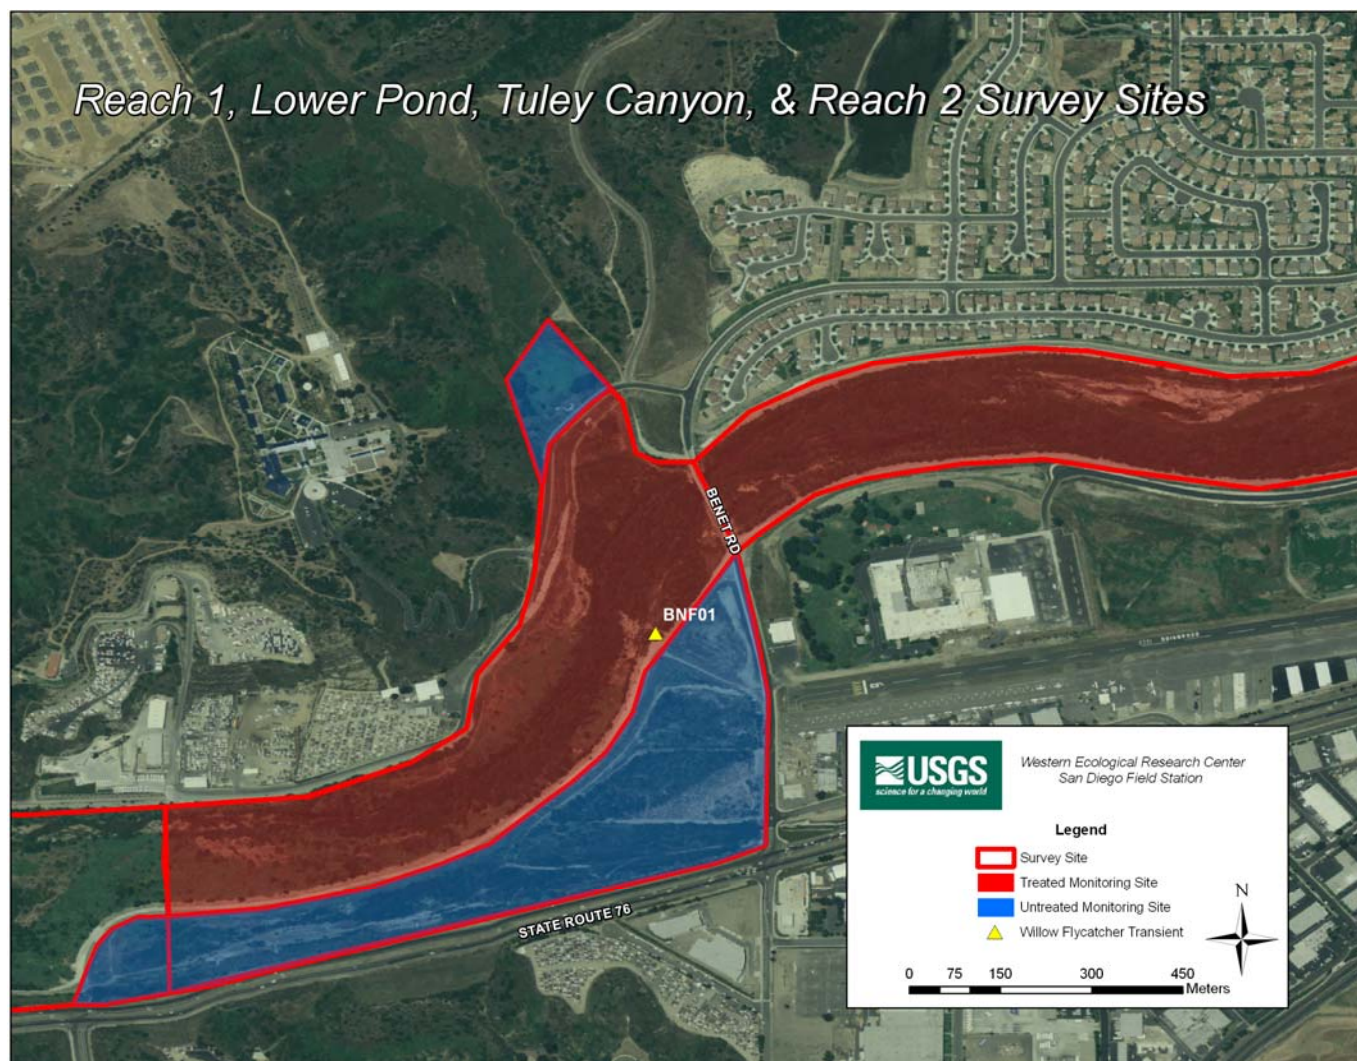 Reach 1, Lower Pond, Tuley Canyon, & Reach 2 Survey Sites
BENET RD
BNF01
STATE ROUTE 76
USGS
science for a changing world
Western Ecological Research Center
San Diego Field Station
Legend
Survey Site
Treated Monitoring Site
Untreated Monitoring Site
Willow Flycatcher Transient
N
0 75 150 300 450
Meters